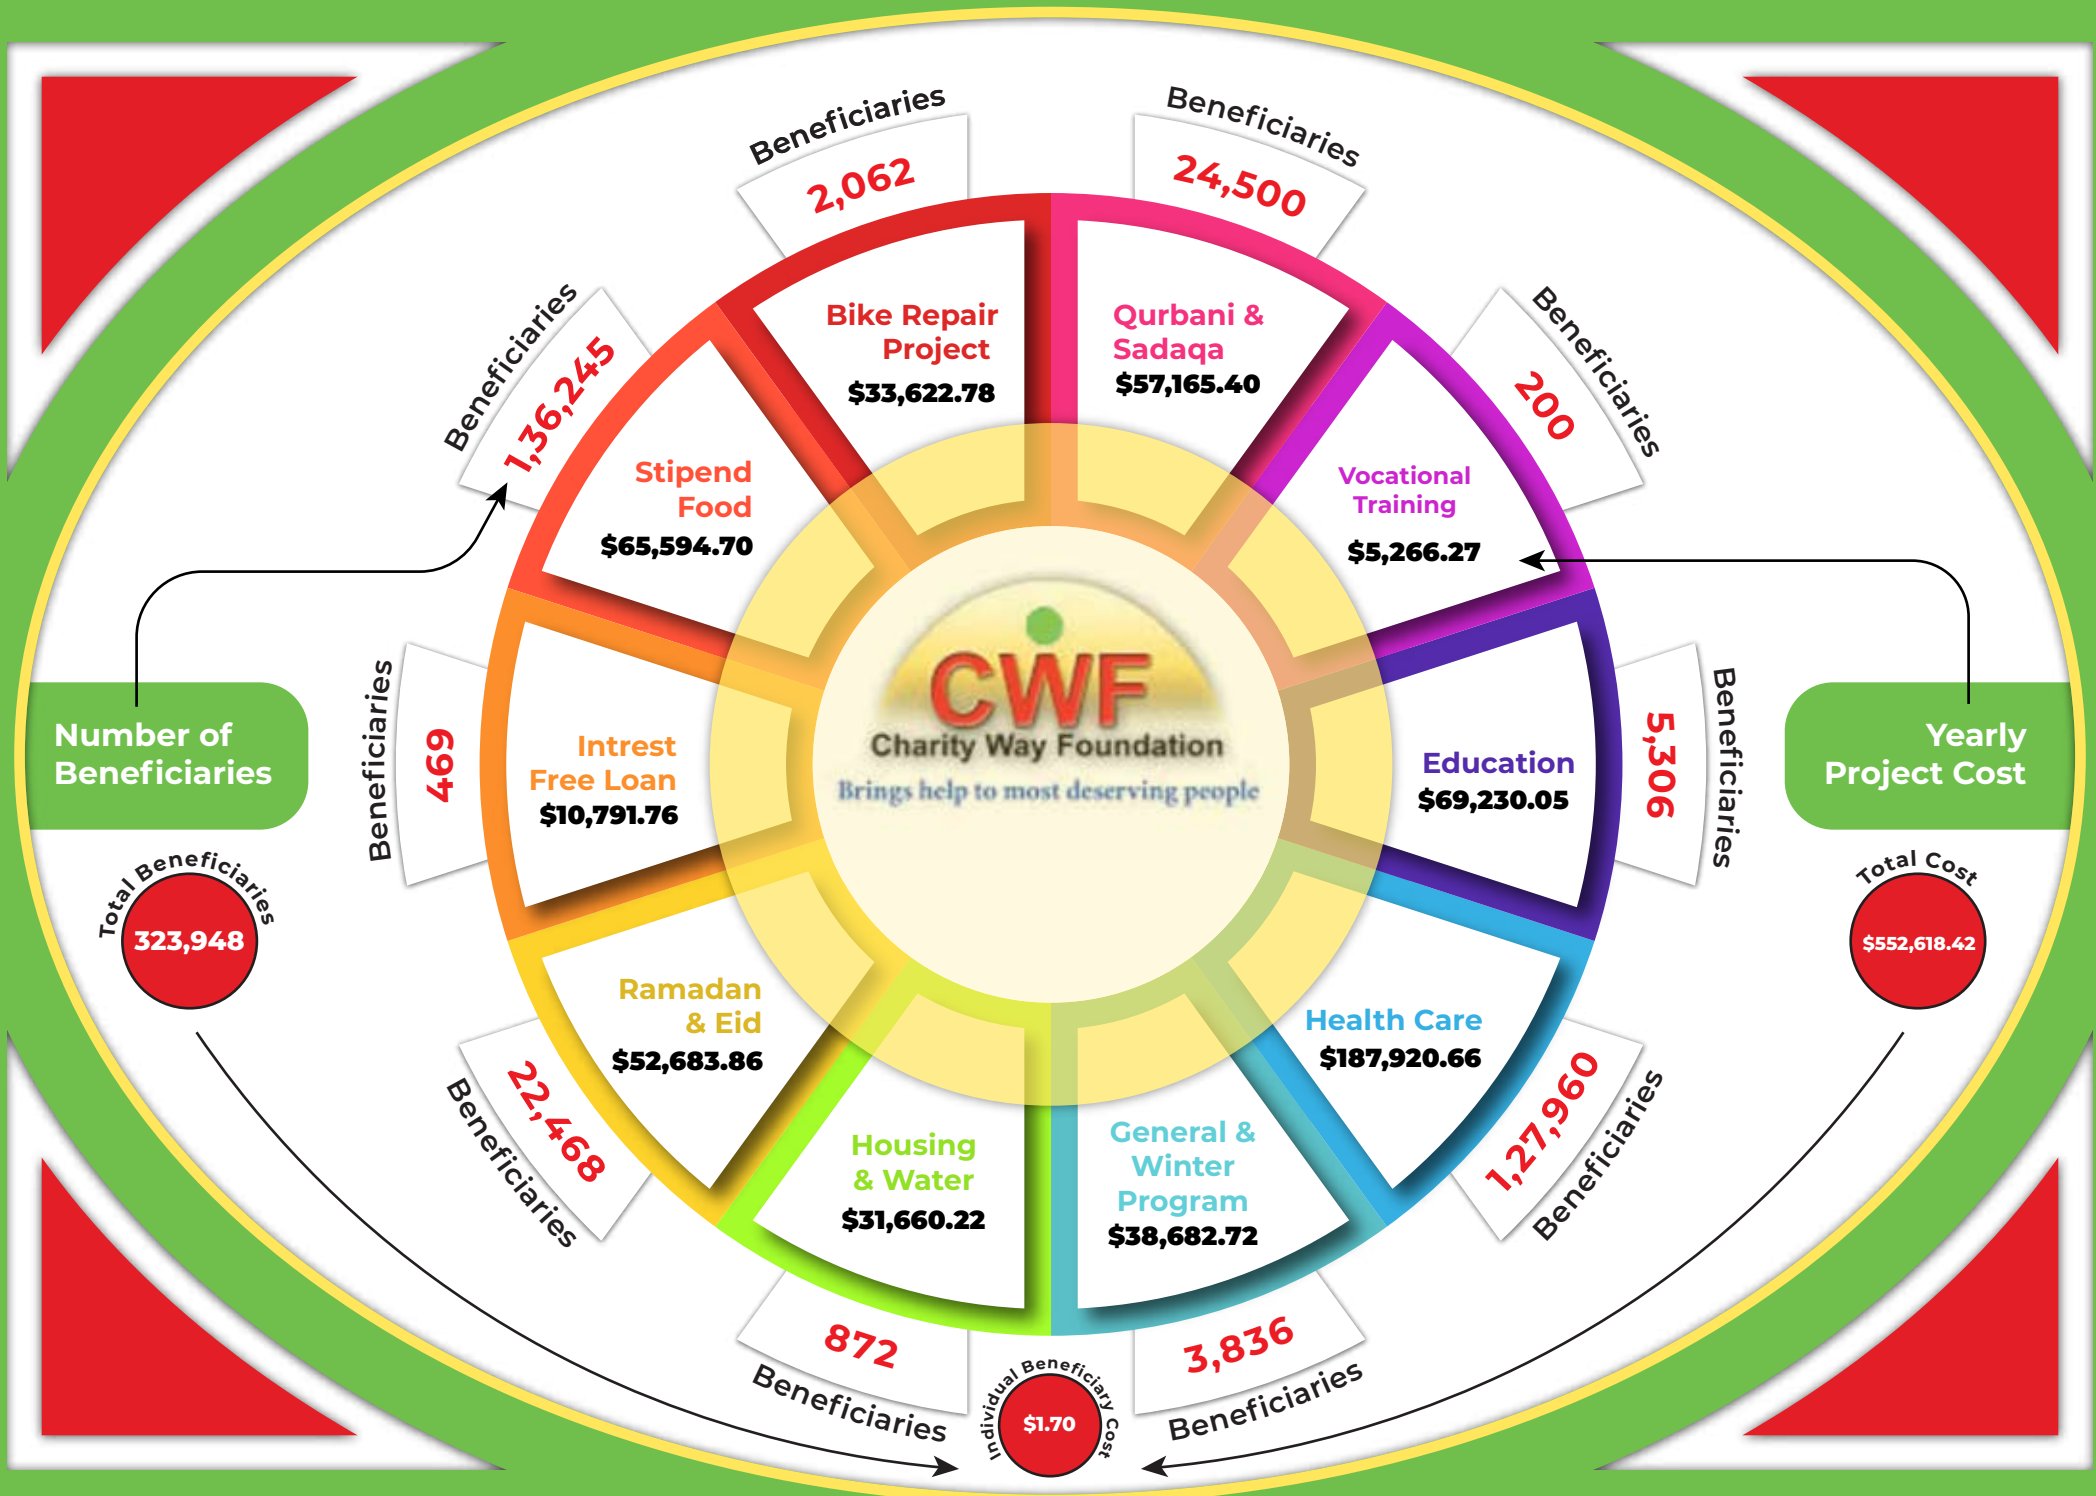 Beneficiaries
2,062
Bike Repair
Project
$33,622.78
Beneficiaries
24,500
Qurbani &
Sadaqa
$57,165.40
Beneficiaries
200
Vocational
Training
$5,266.27
Beneficiaries
5,306
Education
$69,230.05
Beneficiaries
1,27,960
Health Care
$187,920.66
Beneficiaries
3,836
General &
Winter
Program
$38,682.72
Beneficiaries
872
Housing
& Water
$31,660.22
Beneficiaries
22,468
Ramadan
& Eid
$52,683.86
Beneficiaries
469
Intrest
Free Loan
$10,791.76
Beneficiaries
1,36,245
Stipend
Food
$65,594.70
CWF
Charity Way Foundation
Brings help to most deserving people
Number of
Beneficiaries
Total Beneficiaries
323,948
Yearly
Project Cost
Total Cost
$552,618.42
Individual Beneficiary Cost
$1.70